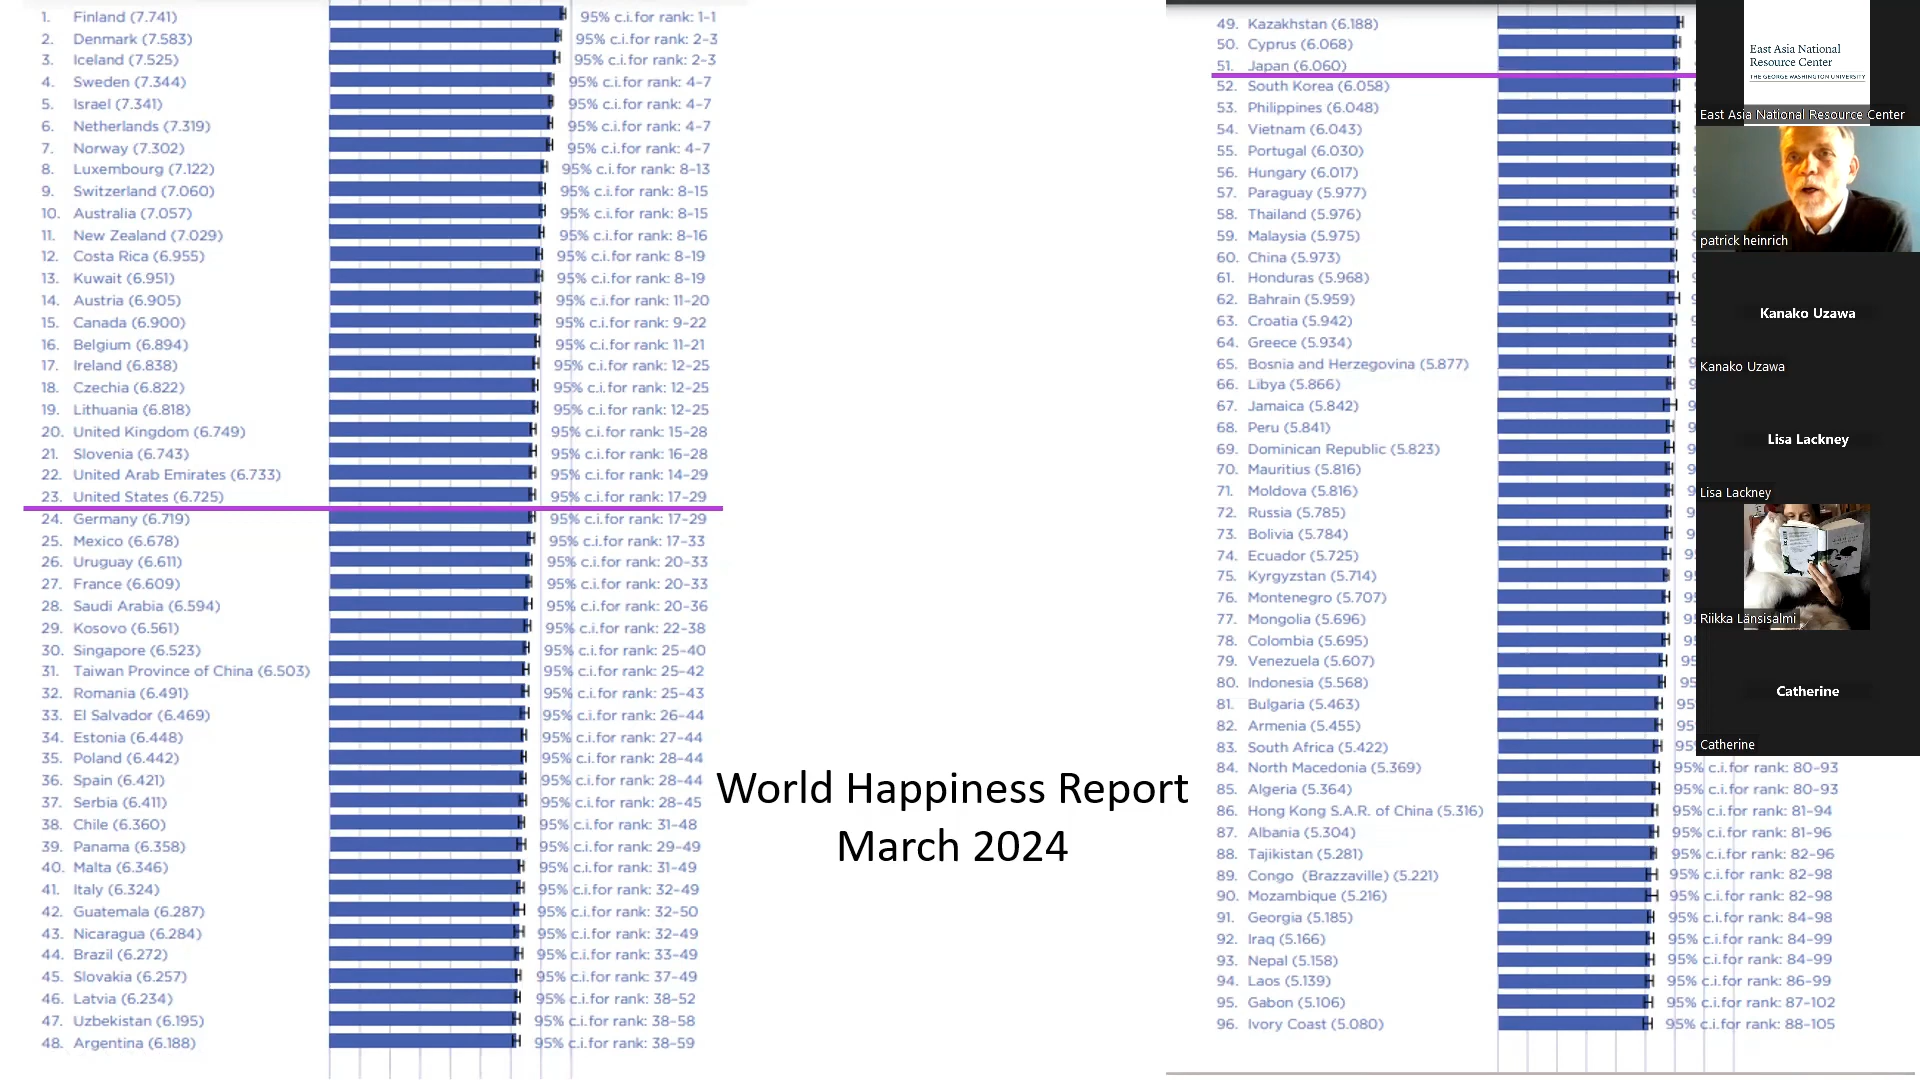 1. Finland (7.741) 95% c.i.for rank: 1-1
2. Denmark (7.583) 95% c.i.for rank: 2-3
3. Iceland (7.525) 95% c.i.for rank: 2-3
4. Sweden (7.344) 95% c.i.for rank: 4-7
5. Israel (7.341) 95% c.i.for rank: 4-7
6. Netherlands (7.319) 95% c.i.for rank: 4-7
7. Norway (7.302) 95% c.i.for rank: 4-7
8. Luxembourg (7.122) 95% c.i.for rank: 8-13
9. Switzerland (7.060) 95% c.i.for rank: 8-15
10. Australia (7.057) 95% c.i.for rank: 8-15
11. New Zealand (7.029) 95% c.i.for rank: 8-16
12. Costa Rica (6.955) 95% c.i.for rank: 8-19
13. Kuwait (6.951) 95% c.i.for rank: 8-19
14. Austria (6.905) 95% c.i.for rank: 11-20
15. Canada (6.900) 95% c.i.for rank: 9-22
16. Belgium (6.894) 95% c.i.for rank: 11-21
17. Ireland (6.838) 95% c.i.for rank: 12-25
18. Czechia (6.822) 95% c.i.for rank: 12-25
19. Lithuania (6.818) 95% c.i.for rank: 12-25
20. United Kingdom (6.749) 95% c.i.for rank: 15-28
21. Slovenia (6.743) 95% c.i.for rank: 16-28
22. United Arab Emirates (6.733) 95% c.i.for rank: 14-29
23. United States (6.725) 95% c.i.for rank: 17-29
24. Germany (6.719) 95% c.i.for rank: 17-29
25. Mexico (6.678) 95% c.i.for rank: 17-33
26. Uruguay (6.611) 95% c.i.for rank: 20-33
27. France (6.609) 95% c.i.for rank: 20-33
28. Saudi Arabia (6.594) 95% c.i.for rank: 20-36
29. Kosovo (6.561) 95% c.i.for rank: 22-38
30. Singapore (6.523) 95% c.i.for rank: 25-40
31. Taiwan Province of China (6.503) 95% c.i.for rank: 25-42
32. Romania (6.491) 95% c.i.for rank: 25-43
33. El Salvador (6.469) 95% c.i.for rank: 26-44
34. Estonia (6.448) 95% c.i.for rank: 27-44
35. Poland (6.442) 95% c.i.for rank: 28-44
36. Spain (6.421) 95% c.i.for rank: 28-44
37. Serbia (6.411) 95% c.i.for rank: 28-45
38. Chile (6.360) 95% c.i.for rank: 31-48
39. Panama (6.358) 95% c.i.for rank: 29-49
40. Malta (6.346) 95% c.i.for rank: 31-49
41. Italy (6.324) 95% c.i.for rank: 32-49
42. Guatemala (6.287) 95% c.i.for rank: 32-50
43. Nicaragua (6.284) 95% c.i.for rank: 32-49
44. Brazil (6.272) 95% c.i.for rank: 33-49
45. Slovakia (6.257) 95% c.i.for rank: 37-49
46. Latvia (6.234) 95% c.i.for rank: 38-52
47. Uzbekistan (6.195) 95% c.i.for rank: 38-58
48. Argentina (6.188) 95% c.i.for rank: 38-59
World Happiness Report
March 2024
49. Kazakhstan (6.188)
50. Cyprus (6.068) 9
51. Japan (6.060)
52. South Korea (6.058) 9
53. Philippines (6.048) 9
54. Vietnam (6.043) 9
55. Portugal (6.030) 9
56. Hungary (6.017) 9
57. Paraguay (5.977) 9
58. Thailand (5.976) 9
59. Malaysia (5.975) 9
60. China (5.973) 9
61. Honduras (5.968) 9
62. Bahrain (5.959) 9
63. Croatia (5.942) 9
64. Greece (5.934) 9
65. Bosnia and Herzegovina (5.877) 9
66. Libya (5.866) 9
67. Jamaica (5.842) 9
68. Peru (5.841) 9
69. Dominican Republic (5.823) 9
70. Mauritius (5.816) 9
71. Moldova (5.816) 9
72. Russia (5.785) 9
73. Bolivia (5.784) 9
74. Ecuador (5.725) 95
75. Kyrgyzstan (5.714) 95
76. Montenegro (5.707) 95
77. Mongolia (5.696) 95
78. Colombia (5.695) 95
79. Venezuela (5.607) 95
80. Indonesia (5.568) 95
81. Bulgaria (5.463) 95
82. Armenia (5.455) 95
83. South Africa (5.422) 95
84. North Macedonia (5.369) 95% c.i.for rank: 80-93
85. Algeria (5.364) 95% c.i.for rank: 80-93
86. Hong Kong S.A.R. of China (5.316) 95% c.i.for rank: 81-94
87. Albania (5.304) 95% c.i.for rank: 81-96
88. Tajikistan (5.281) 95% c.i.for rank: 82-96
89. Congo (Brazzaville) (5.221) 95% c.i.for rank: 82-98
90. Mozambique (5.216) 95% c.i.for rank: 82-98
91. Georgia (5.185) 95% c.i.for rank: 84-98
92. Iraq (5.166) 95% c.i.for rank: 84-99
93. Nepal (5.158) 95% c.i.for rank: 84-99
94. Laos (5.139) 95% c.i.for rank: 86-99
95. Gabon (5.106) 95% c.i.for rank: 87-102
96. Ivory Coast (5.080) 95% c.i.for rank: 88-105
East Asia National
Resource Center
THE GEORGE WASHINGTON UNIVERSITY
East Asia National Resource Center
patrick heinrich
Kanako Uzawa
Kanako Uzawa
Lisa Lackney
Lisa Lackney
Riikka Länsisalmi
Catherine
Catherine